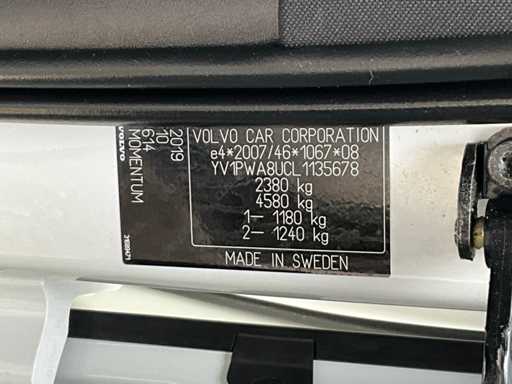 VOLVO CAR CORPORATION
e4*2007/46*1067*08
YV1PWA8UCL1135678
2380 kg
4580 kg
1– 1180 kg
2– 1240 kg
MADE IN SWEDEN
2019
10
674
MOMENTUM
VOLVO